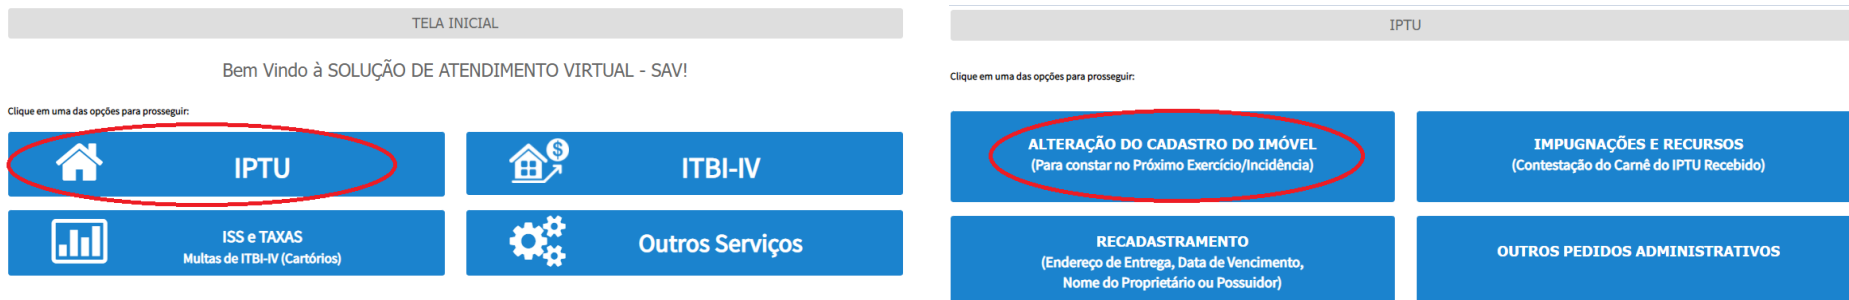 TELA INICIAL
Bem Vindo à SOLUÇÃO DE ATENDIMENTO VIRTUAL - SAV!
Clique em uma das opções para prosseguir:
IPTU
ITBI-IV
ISS e TAXAS
Multas de ITBI-IV (Cartórios)
Outros Serviços
IPTU
Clique em uma das opções para prosseguir:
ALTERAÇÃO DO CADASTRO DO IMÓVEL
(Para constar no Próximo Exercício/Incidência)
IMPUGNAÇÕES E RECURSOS
(Contestação do Carnê do IPTU Recebido)
RECADASTRAMENTO
(Endereço de Entrega, Data de Vencimento,
Nome do Proprietário ou Possuidor)
OUTROS PEDIDOS ADMINISTRATIVOS